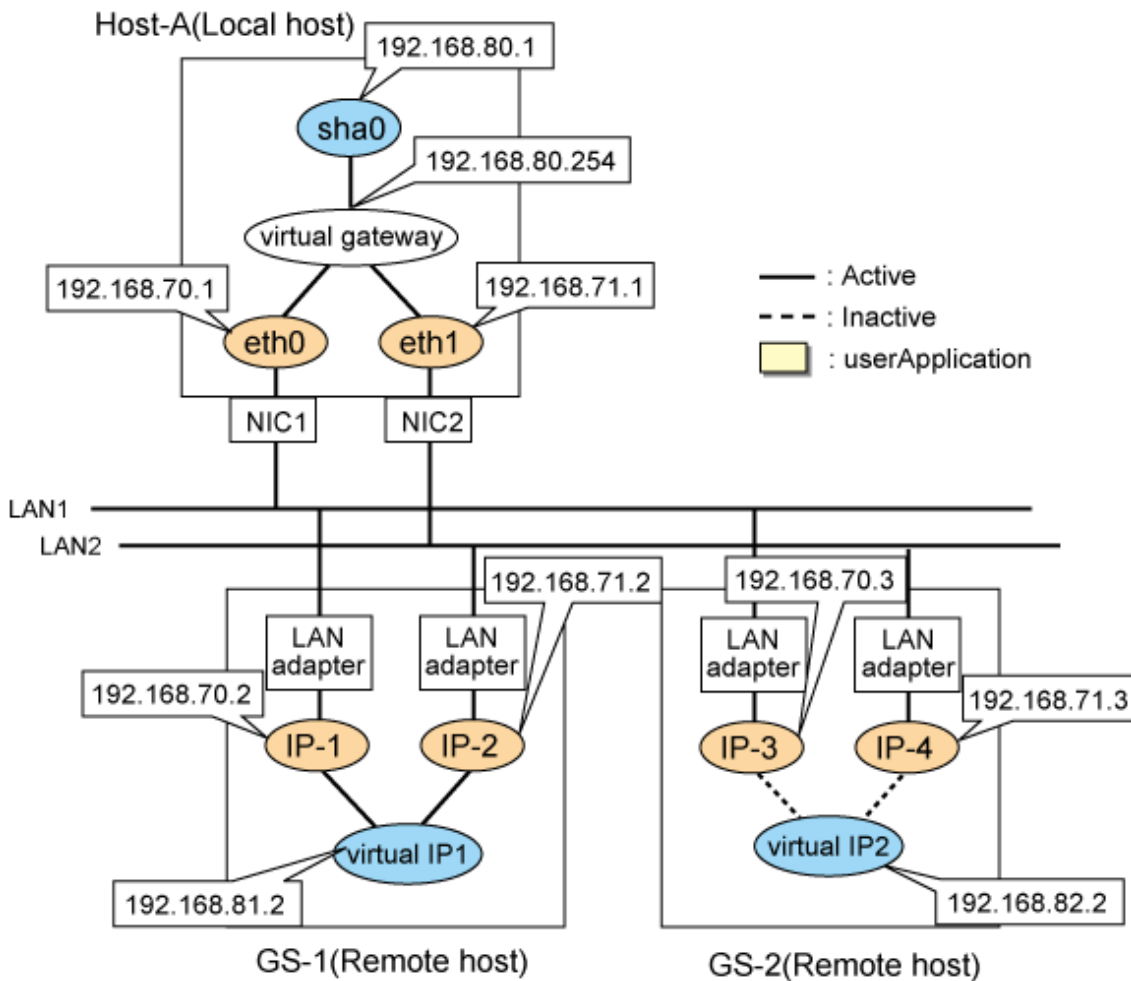 Host-A(Local host)
192.168.80.1
sha0
192.168.80.254
virtual gateway
192.168.70.1
192.168.71.1
eth0
eth1
NIC1
NIC2
: Active
: Inactive
: userApplication
LAN1
LAN2
192.168.71.2
192.168.70.3
LAN
adapter
LAN
adapter
LAN
adapter
LAN
adapter
192.168.70.2
192.168.71.3
IP-1
IP-2
IP-3
IP-4
virtual IP1
virtual IP2
192.168.81.2
192.168.82.2
GS-1(Remote host)
GS-2(Remote host)